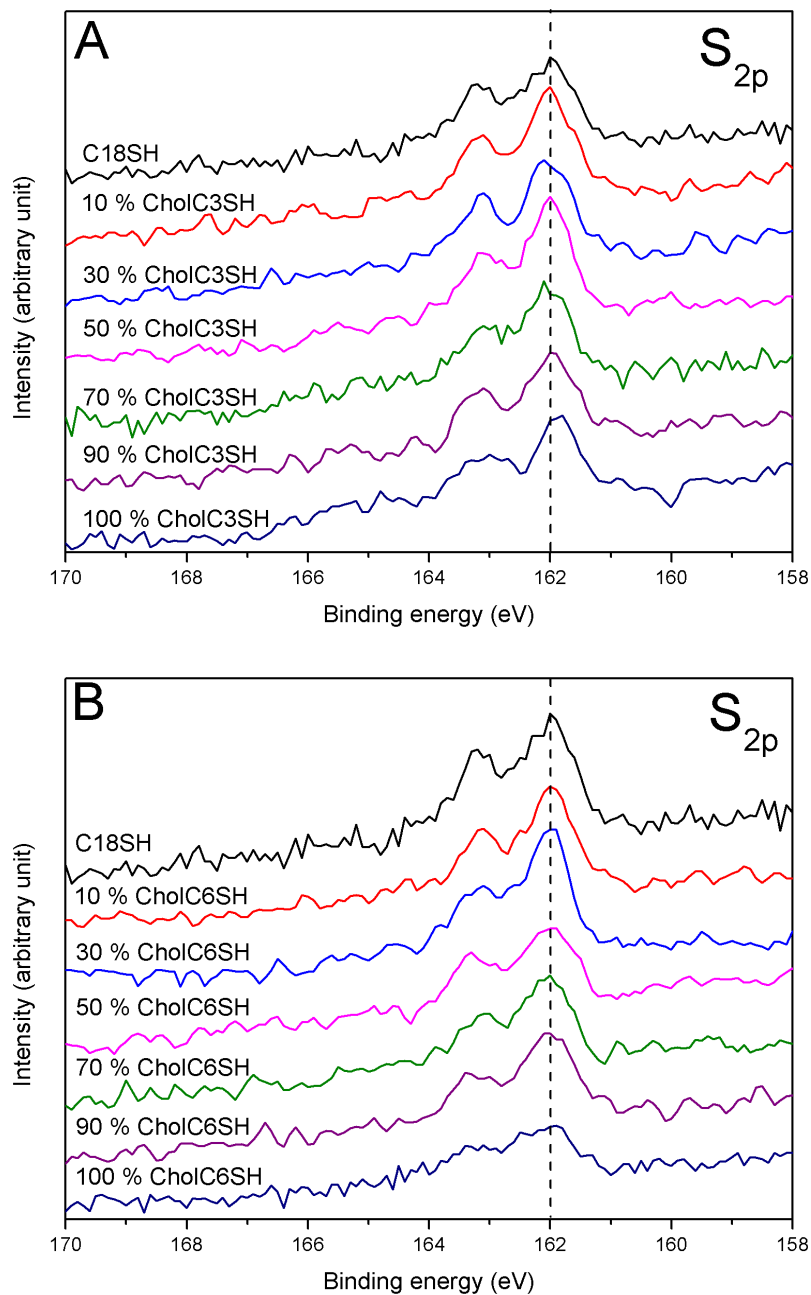 A
S2p
C18SH
10 % CholC3SH
30 % CholC3SH
50 % CholC3SH
70 % CholC3SH
90 % CholC3SH
100 % CholC3SH
Intensity (arbitrary unit)
170 168 166 164 162 160 158
Binding energy (eV)
B
S2p
C18SH
10 % CholC6SH
30 % CholC6SH
50 % CholC6SH
70 % CholC6SH
90 % CholC6SH
100 % CholC6SH
Intensity (arbitrary unit)
170 168 166 164 162 160 158
Binding energy (eV)